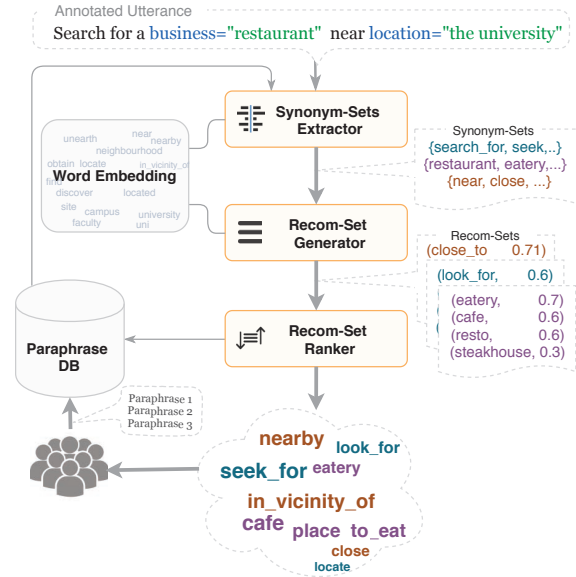 Annotated Utterance
Search for a business="restaurant" near location="the university"
Synonym-Sets
Extractor
Synonym-Sets
{search_for, seek,..}
{restaurant, eatery,...}
{near, close, ...}
near
unearth
nearby
neighbourhood
obtain
locate
in_vicinity_of
Word Embedding
find
discover
located
site
campus
university
faculty
uni
Recom-Set
Generator
Recom-Sets
(close_to 0.71)
(look_for, 0.6)
(eatery, 0.7)
(cafe, 0.6)
(resto, 0.6)
(steakhouse, 0.3)
Recom-Set
Ranker
Paraphrase
DB
Paraphrase 1
Paraphrase 2
Paraphrase 3
nearby
look_for
seek_for
eatery
in_vicinity_of
cafe
place to_eat
close
locate